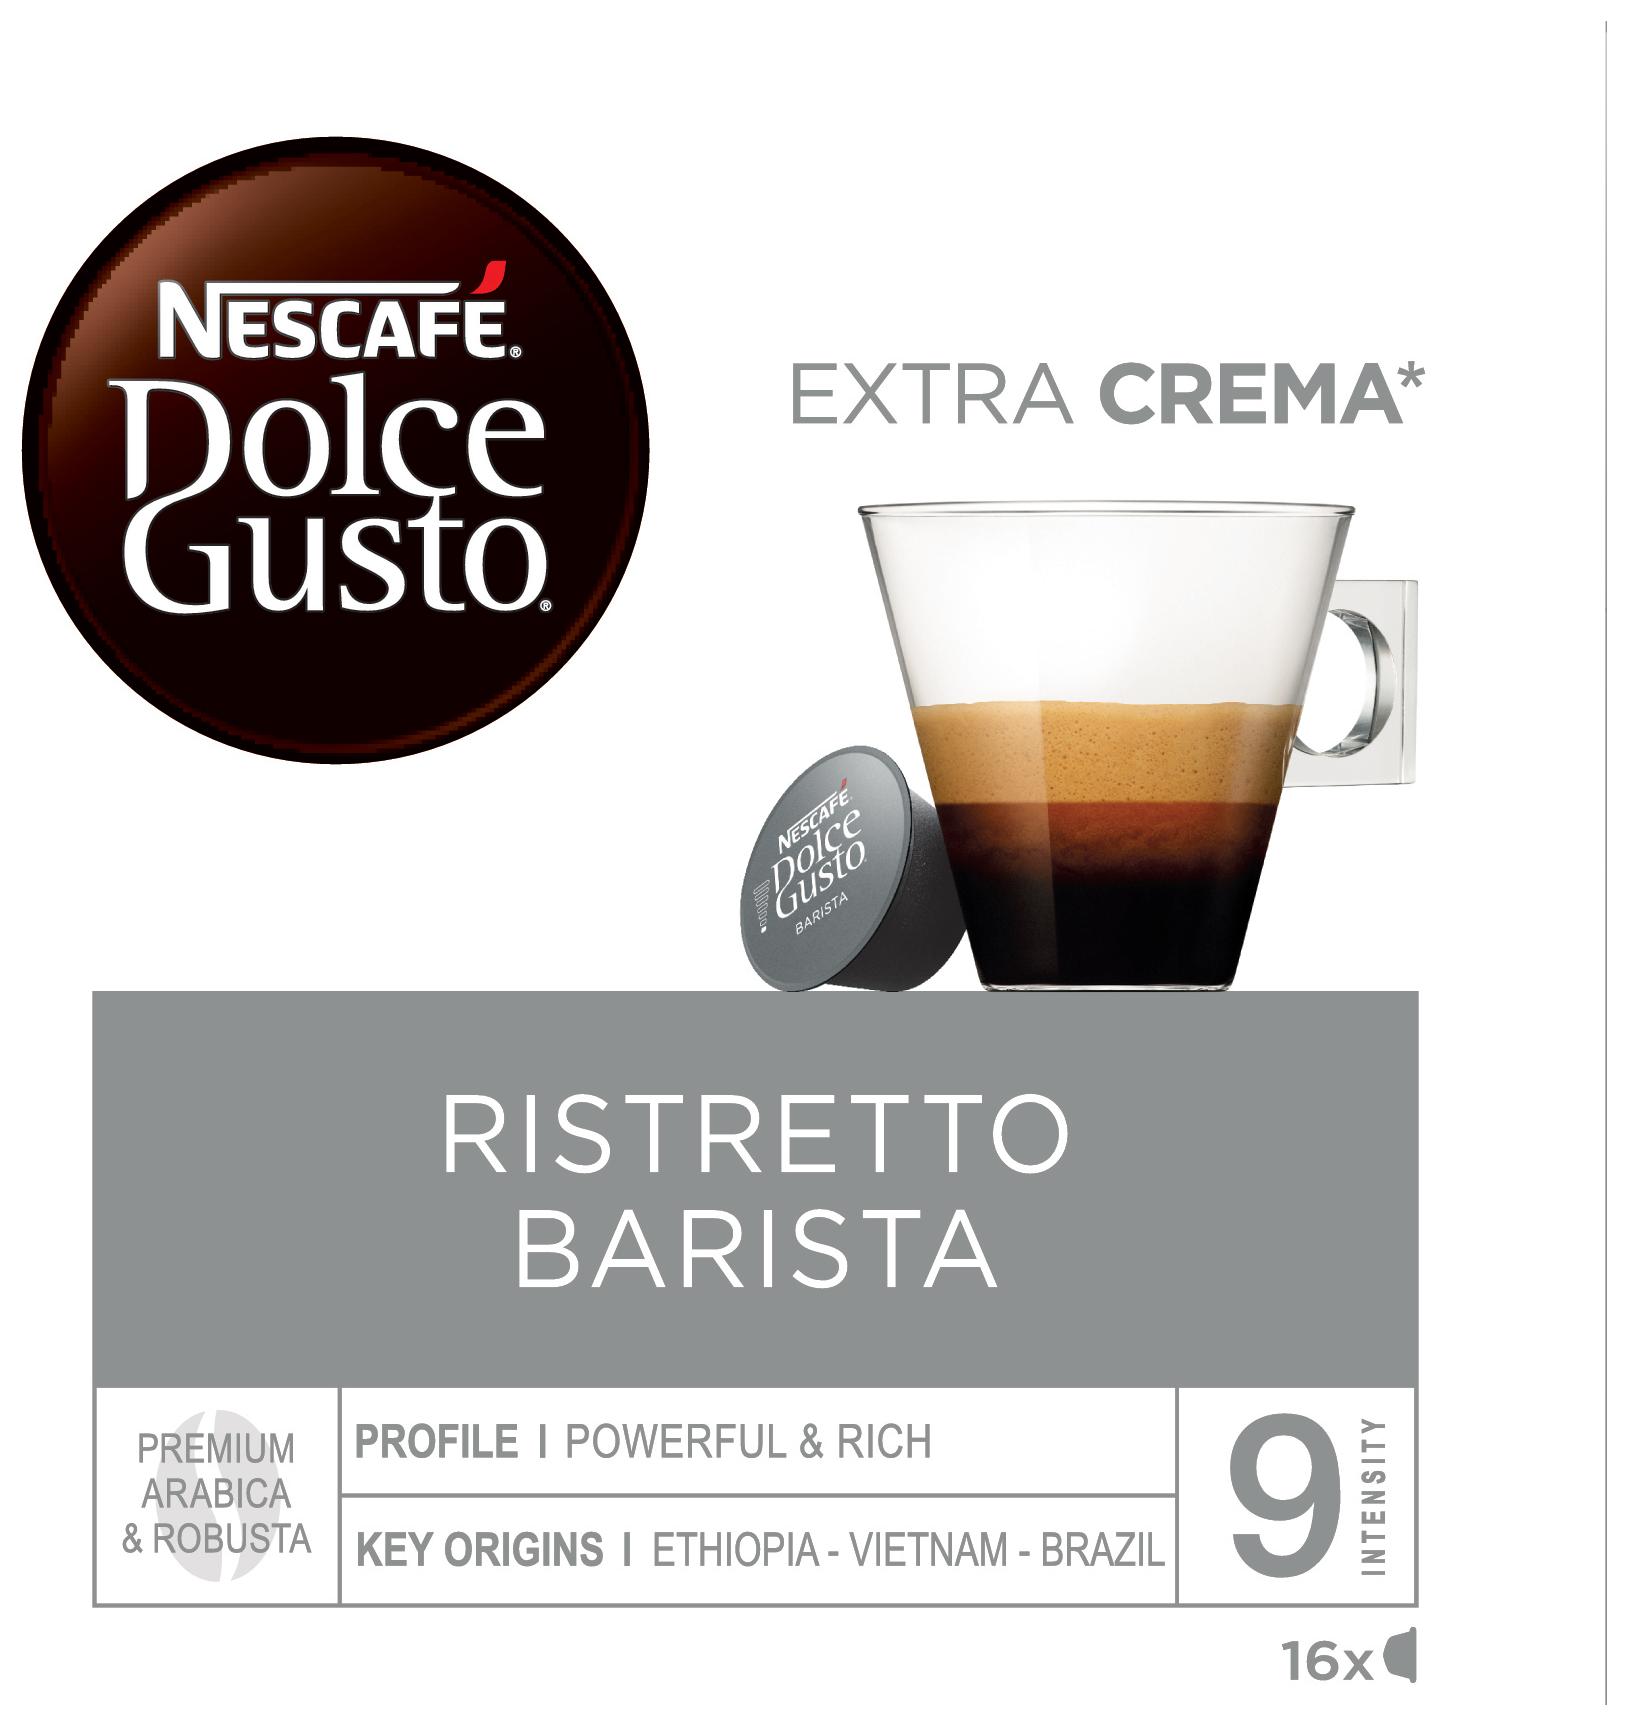 NESCAFÉ®
Dolce
Gusto®
EXTRA CREMA*
NESCAFÉ
Dolce
Gusto
BARISTA
RISTRETTO
BARISTA
PREMIUM
ARABICA
& ROBUSTA
PROFILE | POWERFUL & RICH
KEY ORIGINS | ETHIOPIA - VIETNAM - BRAZIL
9
INTENSITY
16x